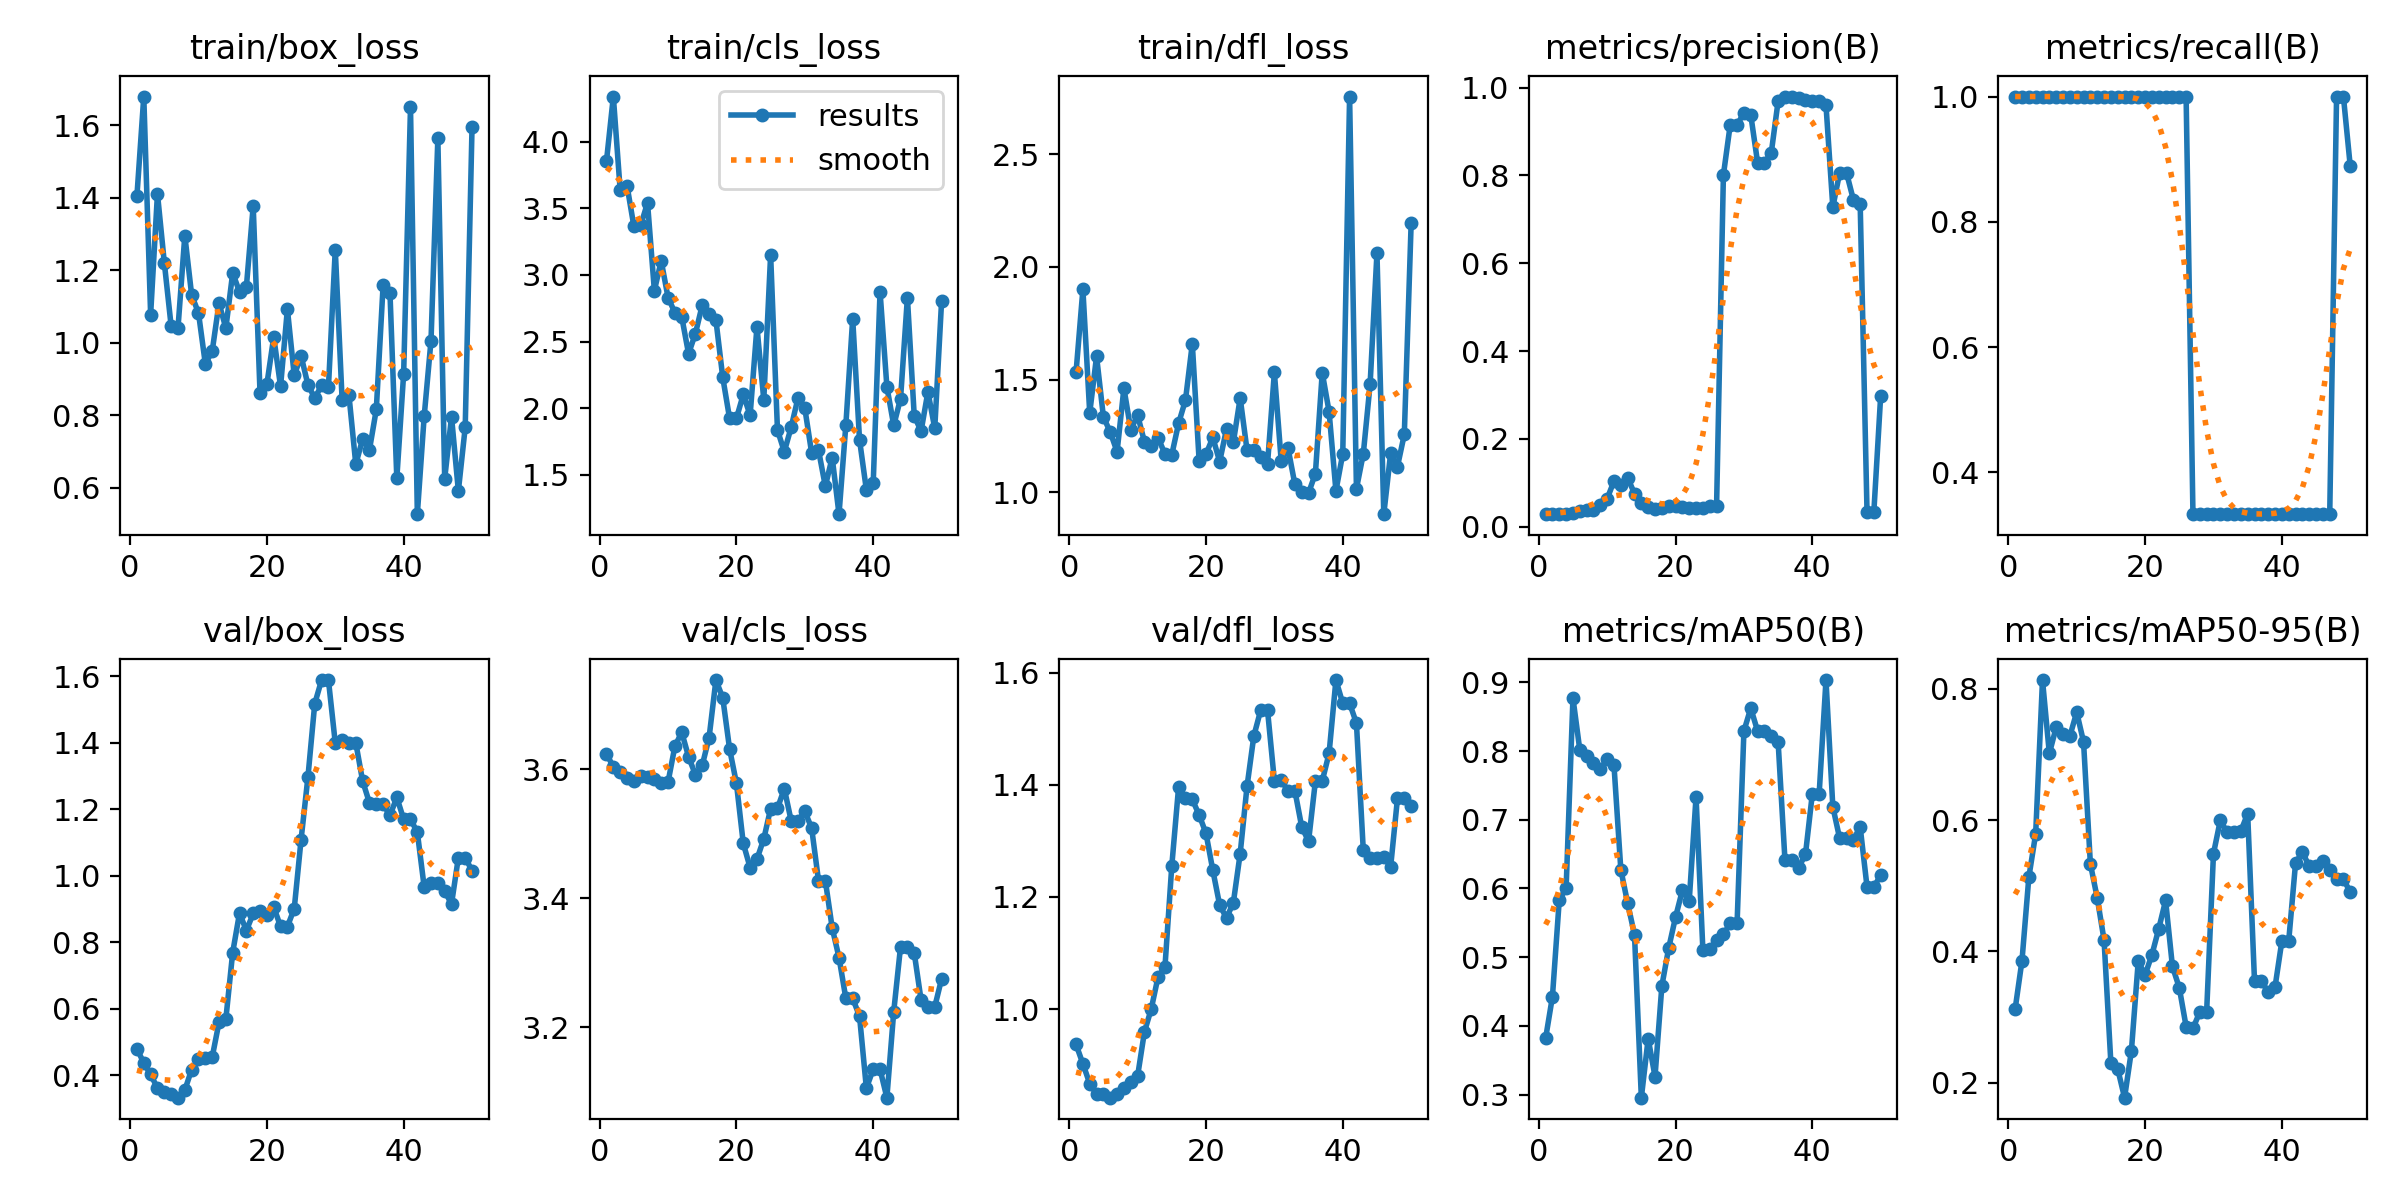 train/box_loss
1.6
1.4
1.2
1.0
0.8
0.6
0 20 40
train/cls_loss
results
smooth
4.0
3.5
3.0
2.5
2.0
1.5
0 20 40
train/dfl_loss
2.5
2.0
1.5
1.0
0 20 40
metrics/precision(B)
1.0
0.8
0.6
0.4
0.2
0.0
0 20 40
metrics/recall(B)
1.0
0.8
0.6
0.4
0 20 40
val/box_loss
1.6
1.4
1.2
1.0
0.8
0.6
0.4
0 20 40
val/cls_loss
3.6
3.4
3.2
0 20 40
val/dfl_loss
1.6
1.4
1.2
1.0
0 20 40
metrics/mAP50(B)
0.9
0.8
0.7
0.6
0.5
0.4
0.3
0 20 40
metrics/mAP50-95(B)
0.8
0.6
0.4
0.2
0 20 40